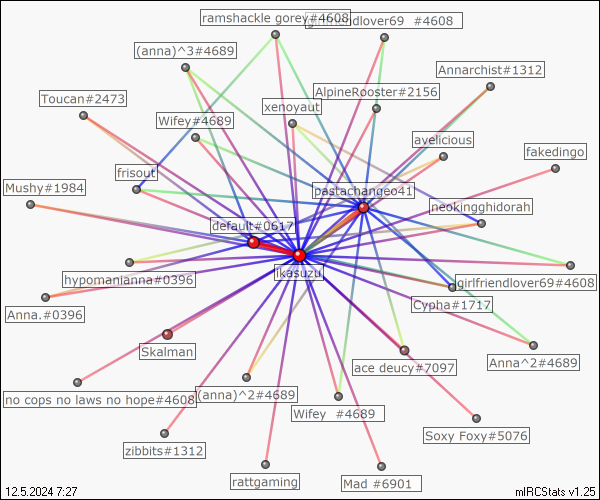 ramshackle gorey#4608
girlfriendlover69 #4608
(anna)^3#4689
Annarchist#1312
Toucan#2473
AlpineRooster#2156
xenoyaut
Wifey#4689
avelicious
fakedingo
frisout
Mushy#1984
pastachangeo41
neokingghidorah
default#0617
ikasuzu
hypomanianna#0396
girlfriendlover69#4608
Cypha#1717
Anna.#0396
Skalman
Anna^2#4689
ace deucy#7097
no cops no laws no hope#4608
(anna)^2#4689
Wifey #4689
Soxy Foxy#5076
zibbits#1312
rattgaming
Mad #6901
12.5.2024 7:27
mIRCStats v1.25